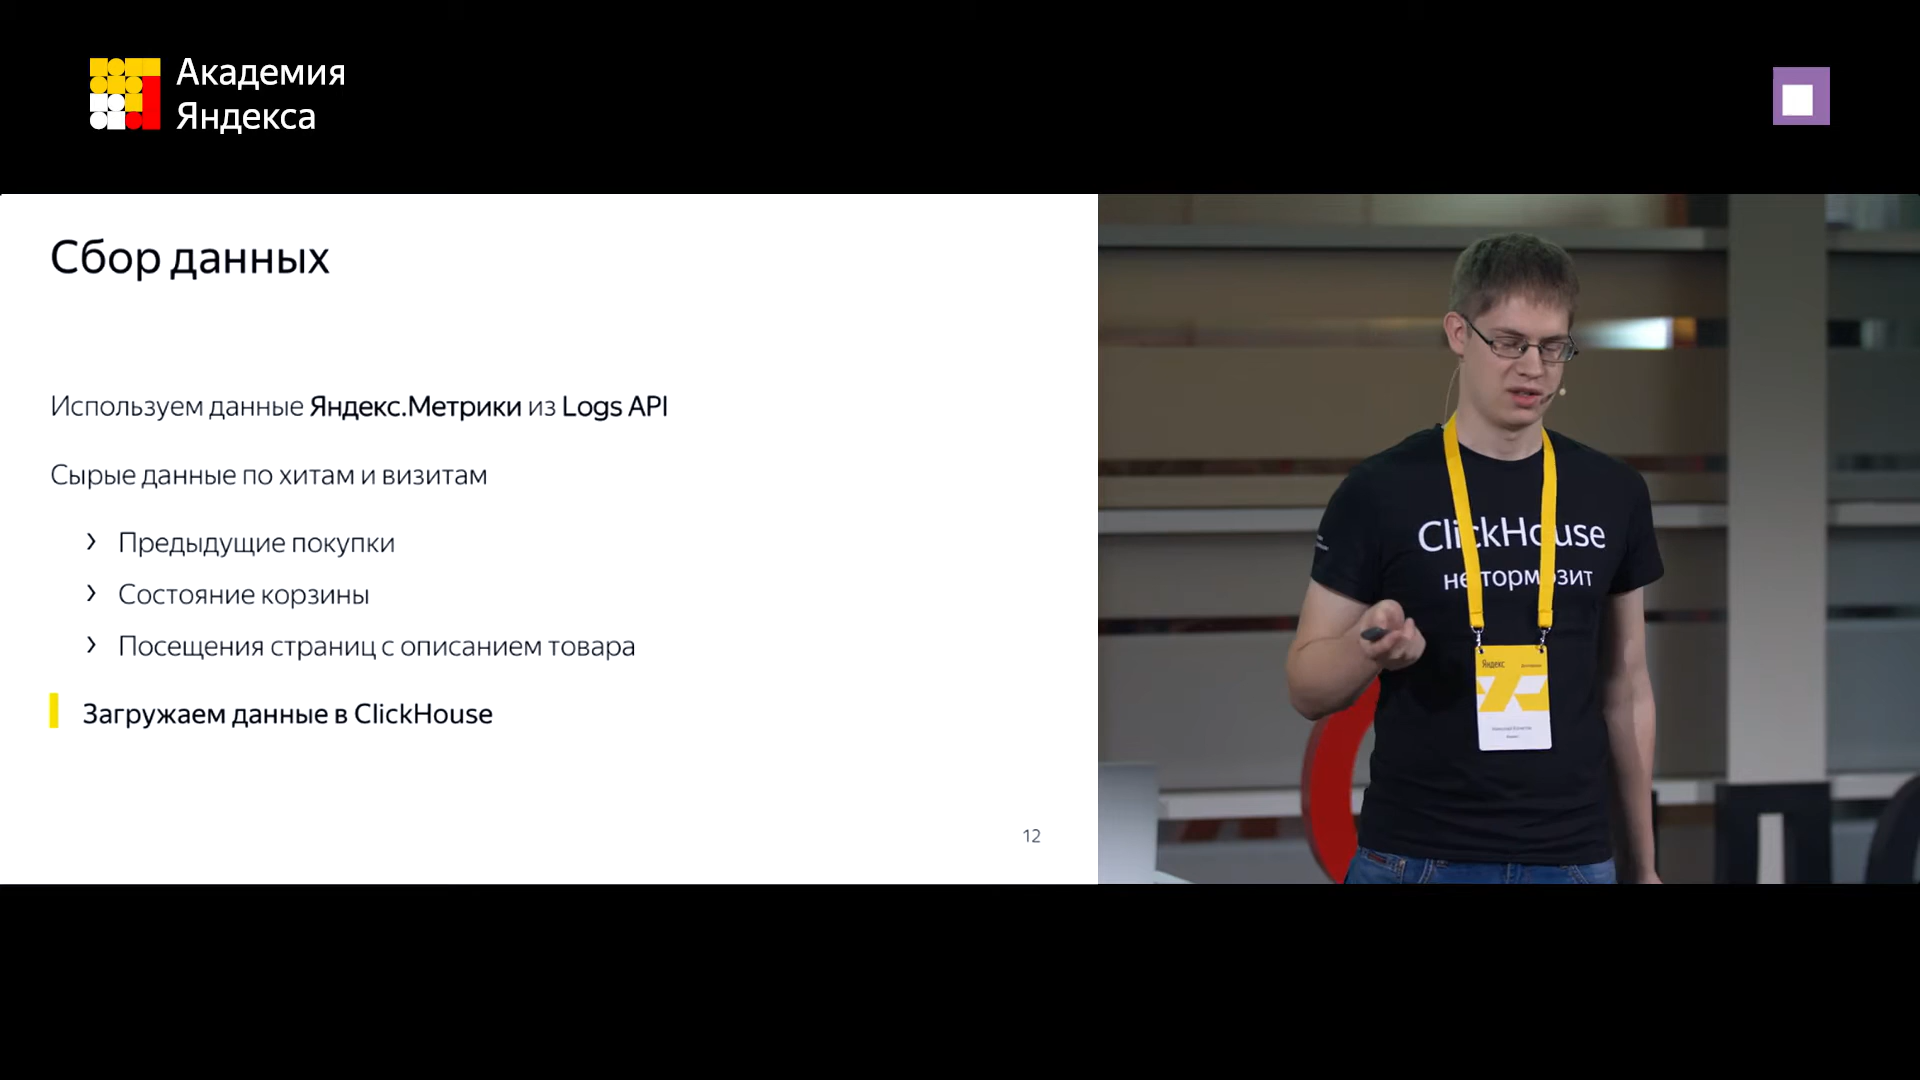 Академия
Яндекса
Сбор данных
Используем данные Яндекс.Метрики из Logs API
Сырые данные по хитам и визитам
› Предыдущие покупки
› Состояние корзины
› Посещения страниц с описанием товара
Загружаем данные в ClickHouse
12
ClickHouse
не тормозит
Яндекс